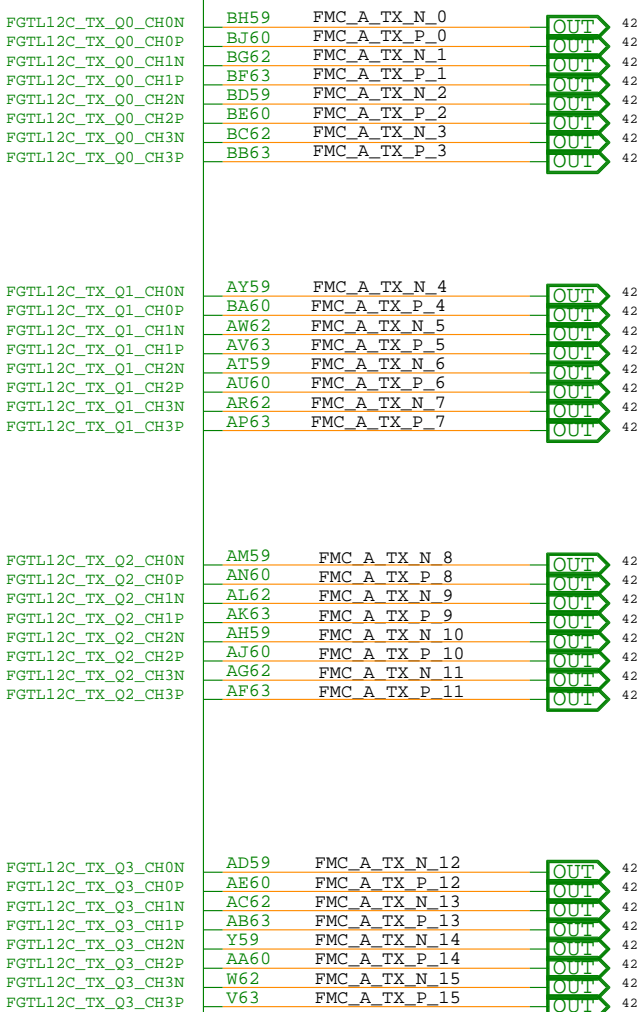 FGTL12C_TX_Q0_CH0N BH59 FMC_A_TX_N_0 OUT 42
FGTL12C_TX_Q0_CH0P BJ60 FMC_A_TX_P_0 OUT 42
FGTL12C_TX_Q0_CH1N BG62 FMC_A_TX_N_1 OUT 42
FGTL12C_TX_Q0_CH1P BF63 FMC_A_TX_P_1 OUT 42
FGTL12C_TX_Q0_CH2N BD59 FMC_A_TX_N_2 OUT 42
FGTL12C_TX_Q0_CH2P BE60 FMC_A_TX_P_2 OUT 42
FGTL12C_TX_Q0_CH3N BC62 FMC_A_TX_N_3 OUT 42
FGTL12C_TX_Q0_CH3P BB63 FMC_A_TX_P_3 OUT 42
FGTL12C_TX_Q1_CH0N AY59 FMC_A_TX_N_4 OUT 42
FGTL12C_TX_Q1_CH0P BA60 FMC_A_TX_P_4 OUT 42
FGTL12C_TX_Q1_CH1N AW62 FMC_A_TX_N_5 OUT 42
FGTL12C_TX_Q1_CH1P AV63 FMC_A_TX_P_5 OUT 42
FGTL12C_TX_Q1_CH2N AT59 FMC_A_TX_N_6 OUT 42
FGTL12C_TX_Q1_CH2P AU60 FMC_A_TX_P_6 OUT 42
FGTL12C_TX_Q1_CH3N AR62 FMC_A_TX_N_7 OUT 42
FGTL12C_TX_Q1_CH3P AP63 FMC_A_TX_P_7 OUT 42
FGTL12C_TX_Q2_CH0N AM59 FMC_A_TX_N_8 OUT 42
FGTL12C_TX_Q2_CH0P AN60 FMC_A_TX_P_8 OUT 42
FGTL12C_TX_Q2_CH1N AL62 FMC_A_TX_N_9 OUT 42
FGTL12C_TX_Q2_CH1P AK63 FMC_A_TX_P_9 OUT 42
FGTL12C_TX_Q2_CH2N AH59 FMC_A_TX_N_10 OUT 42
FGTL12C_TX_Q2_CH2P AJ60 FMC_A_TX_P_10 OUT 42
FGTL12C_TX_Q2_CH3N AG62 FMC_A_TX_N_11 OUT 42
FGTL12C_TX_Q2_CH3P AF63 FMC_A_TX_P_11 OUT 42
FGTL12C_TX_Q3_CH0N AD59 FMC_A_TX_N_12 OUT 42
FGTL12C_TX_Q3_CH0P AE60 FMC_A_TX_P_12 OUT 42
FGTL12C_TX_Q3_CH1N AC62 FMC_A_TX_N_13 OUT 42
FGTL12C_TX_Q3_CH1P AB63 FMC_A_TX_P_13 OUT 42
FGTL12C_TX_Q3_CH2N Y59 FMC_A_TX_N_14 OUT 42
FGTL12C_TX_Q3_CH2P AA60 FMC_A_TX_P_14 OUT 42
FGTL12C_TX_Q3_CH3N W62 FMC_A_TX_N_15 OUT 42
FGTL12C_TX_Q3_CH3P V63 FMC_A_TX_P_15 OUT 42